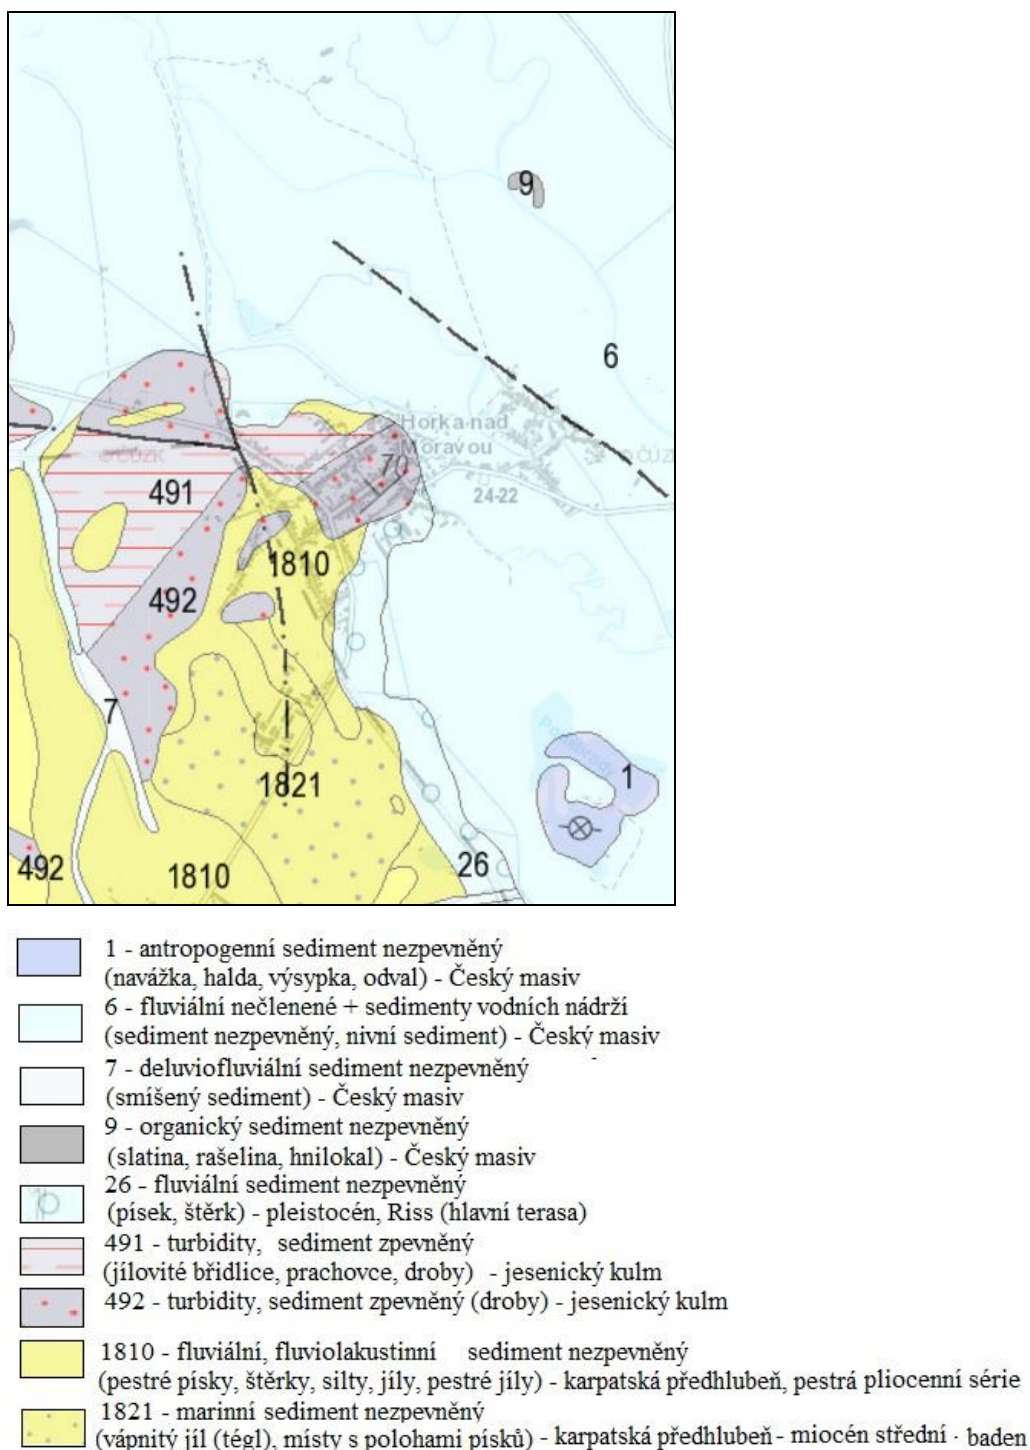 9
6
Horka nad
Moravou
© ČÚZK
© ČÚZ
70
24-22
491
1810
492
7
Poděbrady
1
1821
492
1810
26
1 - antropogenní sediment nezpevněný
(navážka, halda, výsypka, odval) - Český masiv
6 - fluviální nečlenené + sedimenty vodních nádrží
(sediment nezpevněný, nivní sediment) - Český masiv
7 - deluviofluviální sediment nezpevněný
(smíšený sediment) - Český masiv
9 - organický sediment nezpevněný
(slatina, rašelina, hnilokal) - Český masiv
26 - fluviální sediment nezpevněný
(písek, štěrk) - pleistocén, Riss (hlavní terasa)
491 - turbidity, sediment zpevněný
(jílovité břidlice, prachovce, droby) - jesenický kulm
492 - turbidity, sediment zpevněný (droby) - jesenický kulm
1810 - fluviální, fluviolakustinní sediment nezpevněný
(pestré písky, štěrky, silty, jíly, pestré jíly) - karpatská předhlubeň, pestrá pliocenní série
1821 - marinní sediment nezpevněný
(vápnitý jíl (tégl), místy s polohami písků) - karpatská předhlubeň - miocén střední - baden